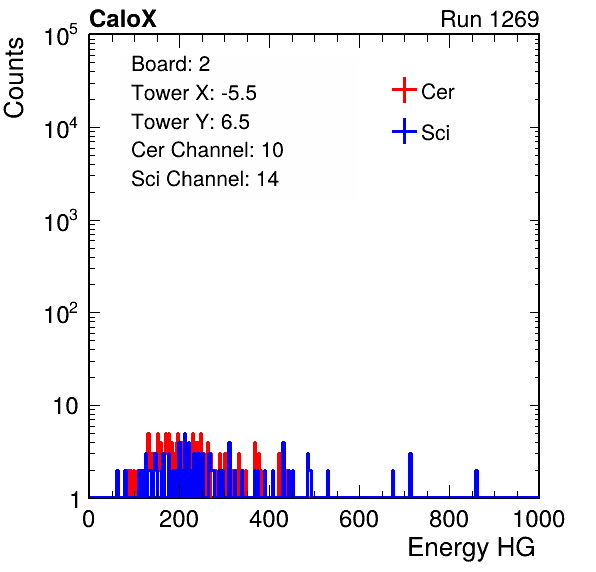 CaloX Run 1269
Counts
10^5
10^4
10^3
10^2
10
1
Board: 2
Tower X: -5.5
Tower Y: 6.5
Cer Channel: 10
Sci Channel: 14
Cer
Sci
0 200 400 600 800 1000
Energy HG